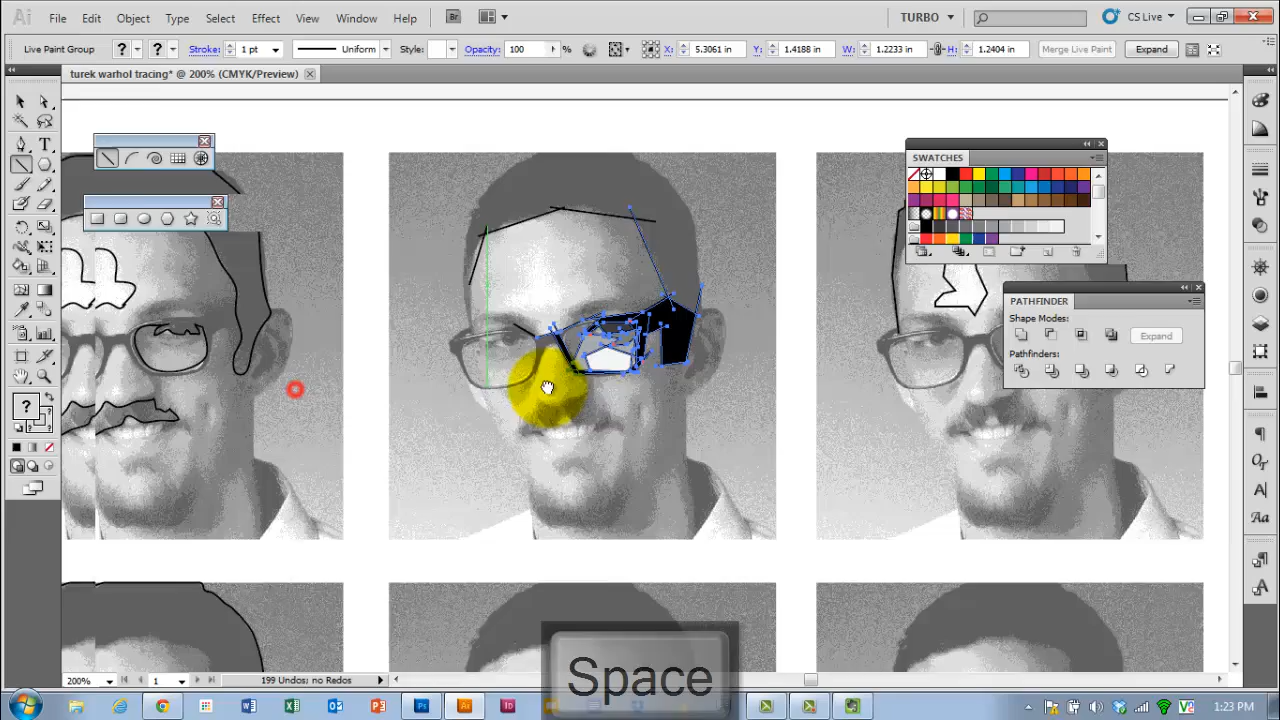 Ai File Edit Object Type Select Effect View Window Help Br TURBO CS Live
Live Paint Group ? ? Stroke: 1 pt Uniform Style: Opacity: 100 % X: 5.3061 in Y: 1.4188 in W: 1.2233 in H: 1.2404 in Merge Live Paint Expand
turek warhol tracing* @ 200% (CMYK/Preview)
SWATCHES
PATHFINDER
Shape Modes:
Expand
Pathfinders:
?
Space
200% 1 199 Undos; no Redos
1:23 PM